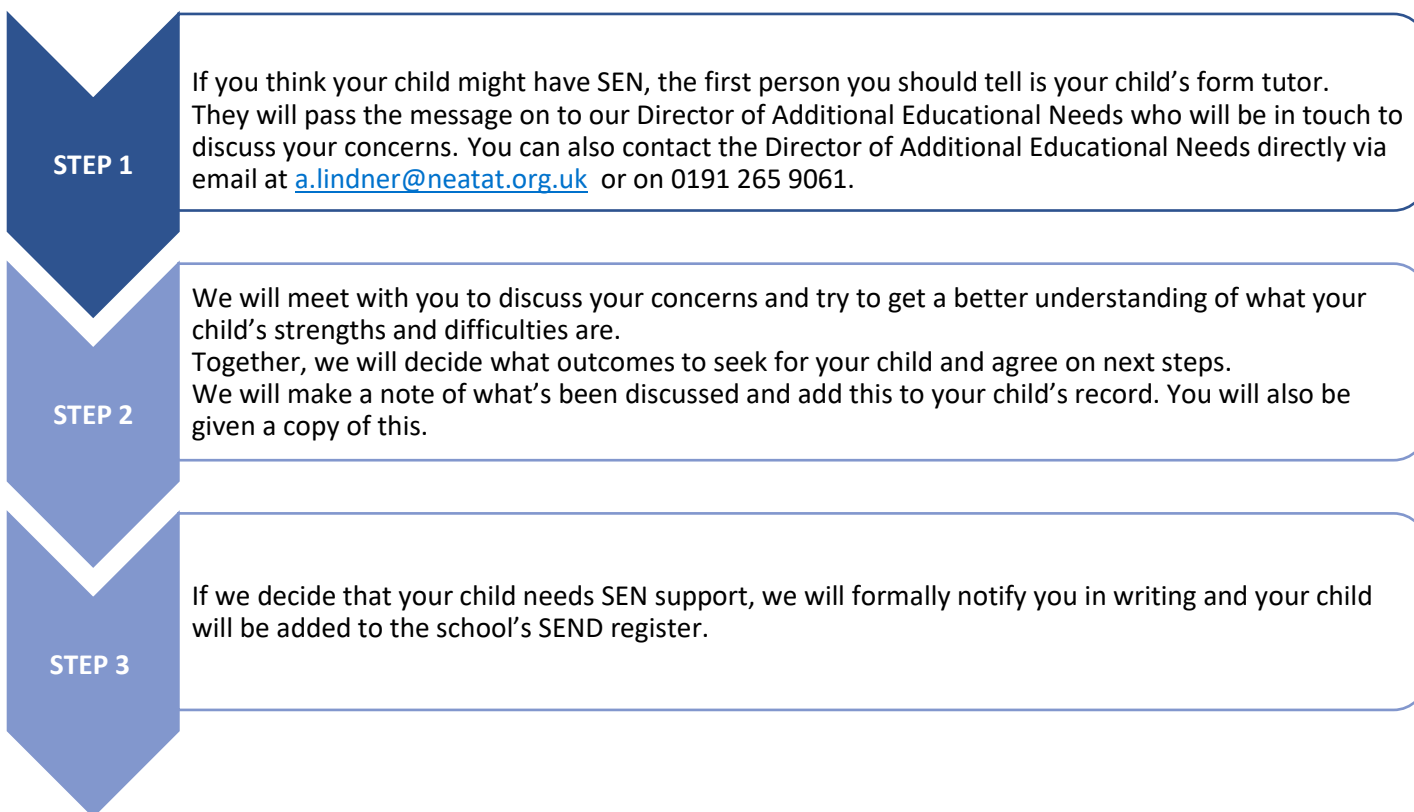 STEP 1
If you think your child might have SEN, the first person you should tell is your child’s form tutor.
They will pass the message on to our Director of Additional Educational Needs who will be in touch to
discuss your concerns. You can also contact the Director of Additional Educational Needs directly via
email at a.lindner@neatat.org.uk  or on 0191 265 9061.
STEP 2
We will meet with you to discuss your concerns and try to get a better understanding of what your
child’s strengths and difficulties are.
Together, we will decide what outcomes to seek for your child and agree on next steps.
We will make a note of what’s been discussed and add this to your child’s record. You will also be
given a copy of this.
STEP 3
If we decide that your child needs SEN support, we will formally notify you in writing and your child
will be added to the school’s SEND register.